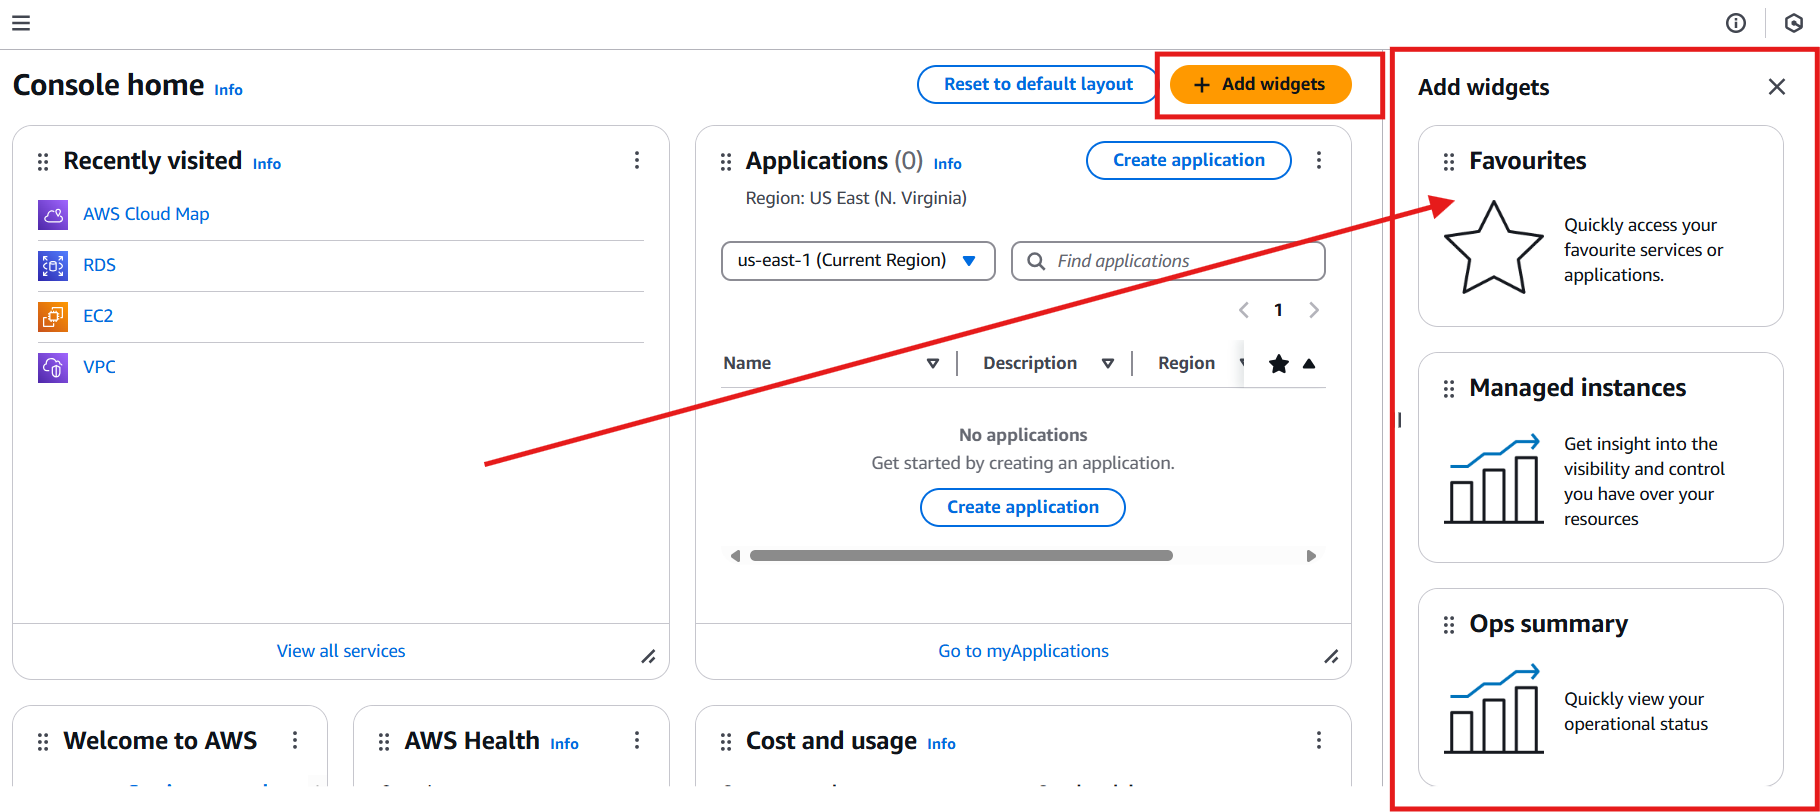 Console home Info
Reset to default layout
+ Add widgets
Recently visited Info
AWS Cloud Map
RDS
EC2
VPC
View all services
Applications (0) Info
Create application
Region: US East (N. Virginia)
us-east-1 (Current Region)
Find applications
1
Name
Description
Region
No applications
Get started by creating an application.
Create application
Go to myApplications
Welcome to AWS
AWS Health Info
Cost and usage Info
Add widgets
Favourites
Quickly access your
favourite services or
applications.
Managed instances
Get insight into the
visibility and control
you have over your
resources
Ops summary
Quickly view your
operational status